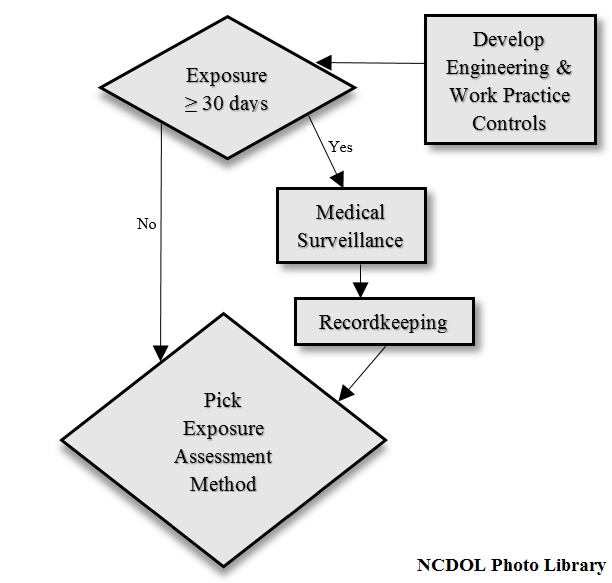 Develop
Engineering &
Work Practice
Controls
Exposure
≥ 30 days
Yes
No
Medical
Surveillance
Recordkeeping
Pick
Exposure
Assessment
Method
NCDOL Photo Library